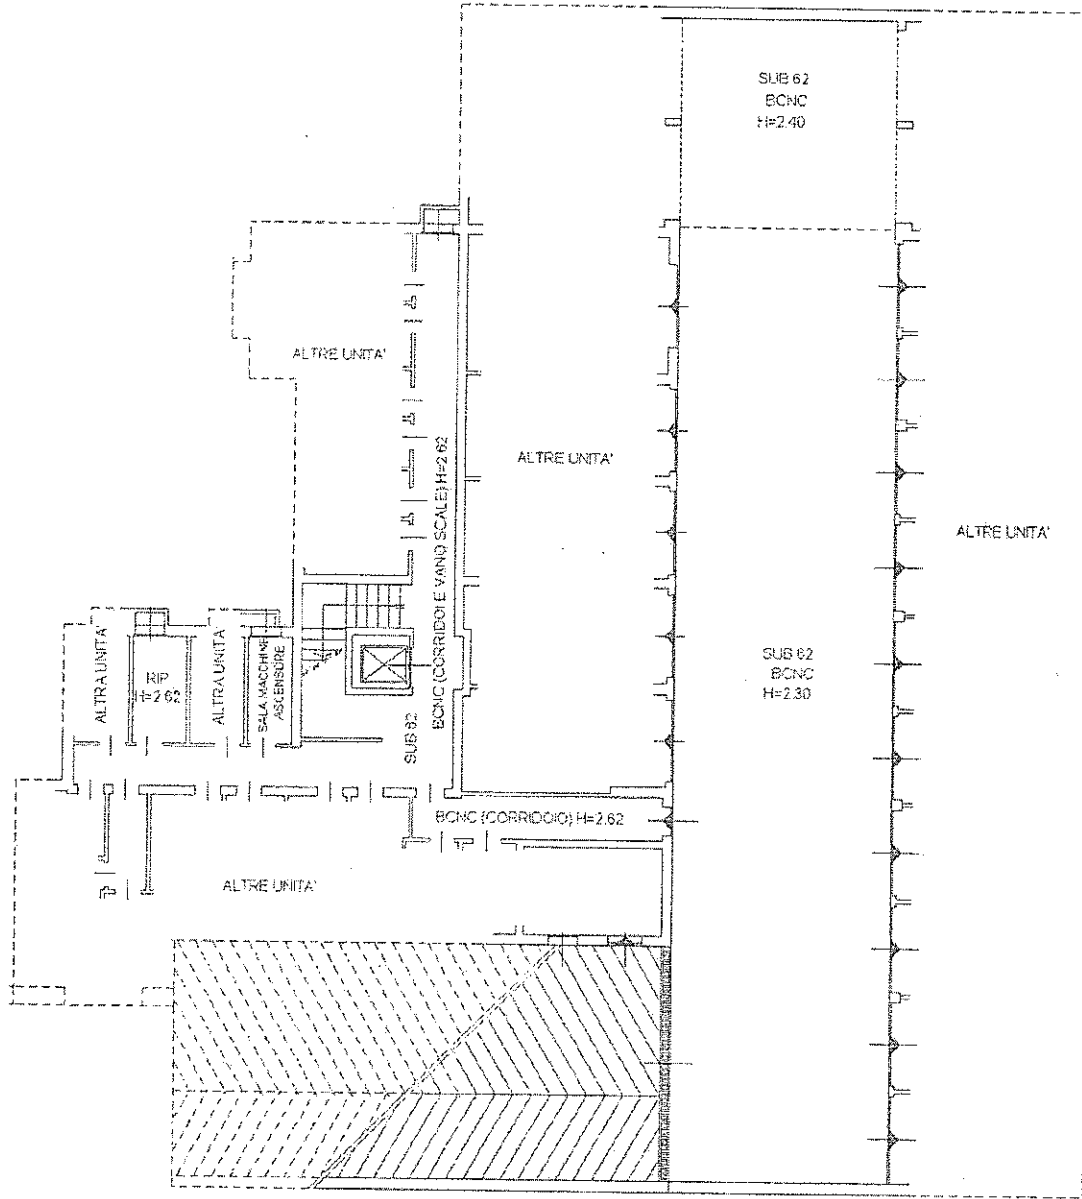 SUB 62
BCNC
H=2.40
ALTRE UNITA'
BCNC (CORRIDOI E VANO SCALE) H=2.62
SUB 62
ALTRE UNITA'
ALTRE UNITA'
ALTRA UNITA'
RIP
H=2.62
ALTRA UNITA'
SALA MACCHINE
ASCENSORE
SUB 62
BCNC
H=2.30
BCNC (CORRIDOIO) H=2.62
ALTRE UNITA'